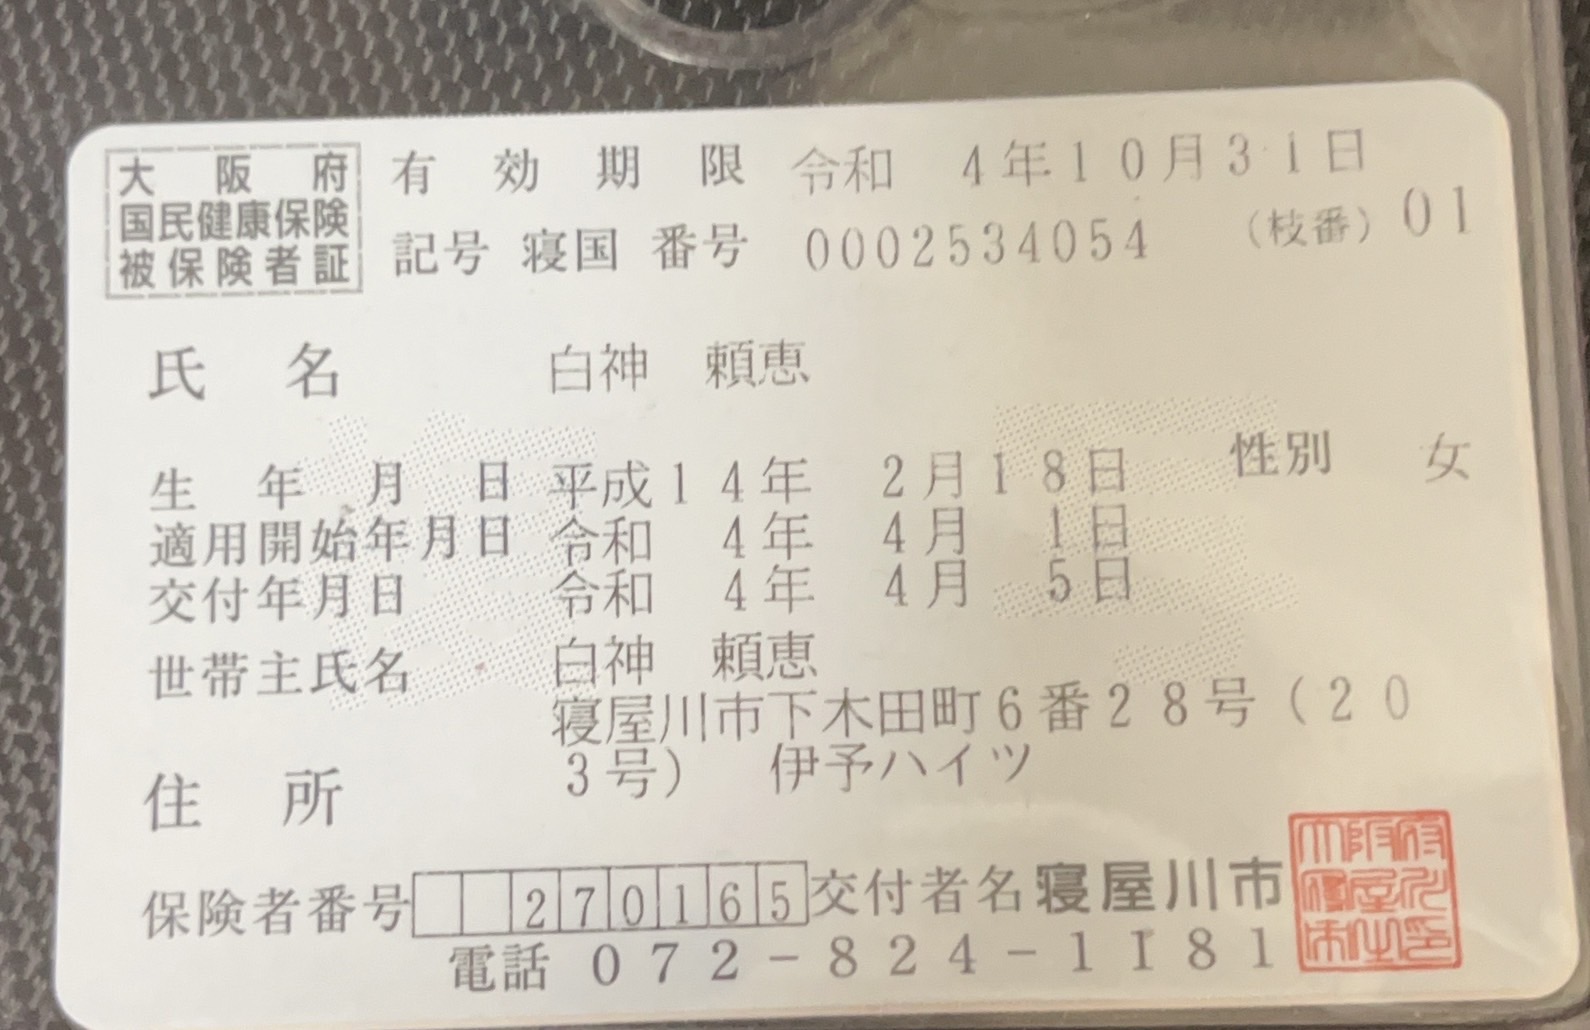 大阪府
国民健康保険
被保険者証
有効期限 令和 4年10月31日
記号 寝国 番号 0002534054 (枝番) 01
氏名 白神 頼恵
生年月日 平成14年 2月18日 性別 女
適用開始年月日 令和 4年 4月 1日
交付年月日 令和 4年 4月 5日
世帯主氏名 白神 頼恵
住所 寝屋川市下木田町6番28号(20
3号) 伊予ハイツ
保険者番号 270165 交付者名 寝屋川市
電話 072-824-1181